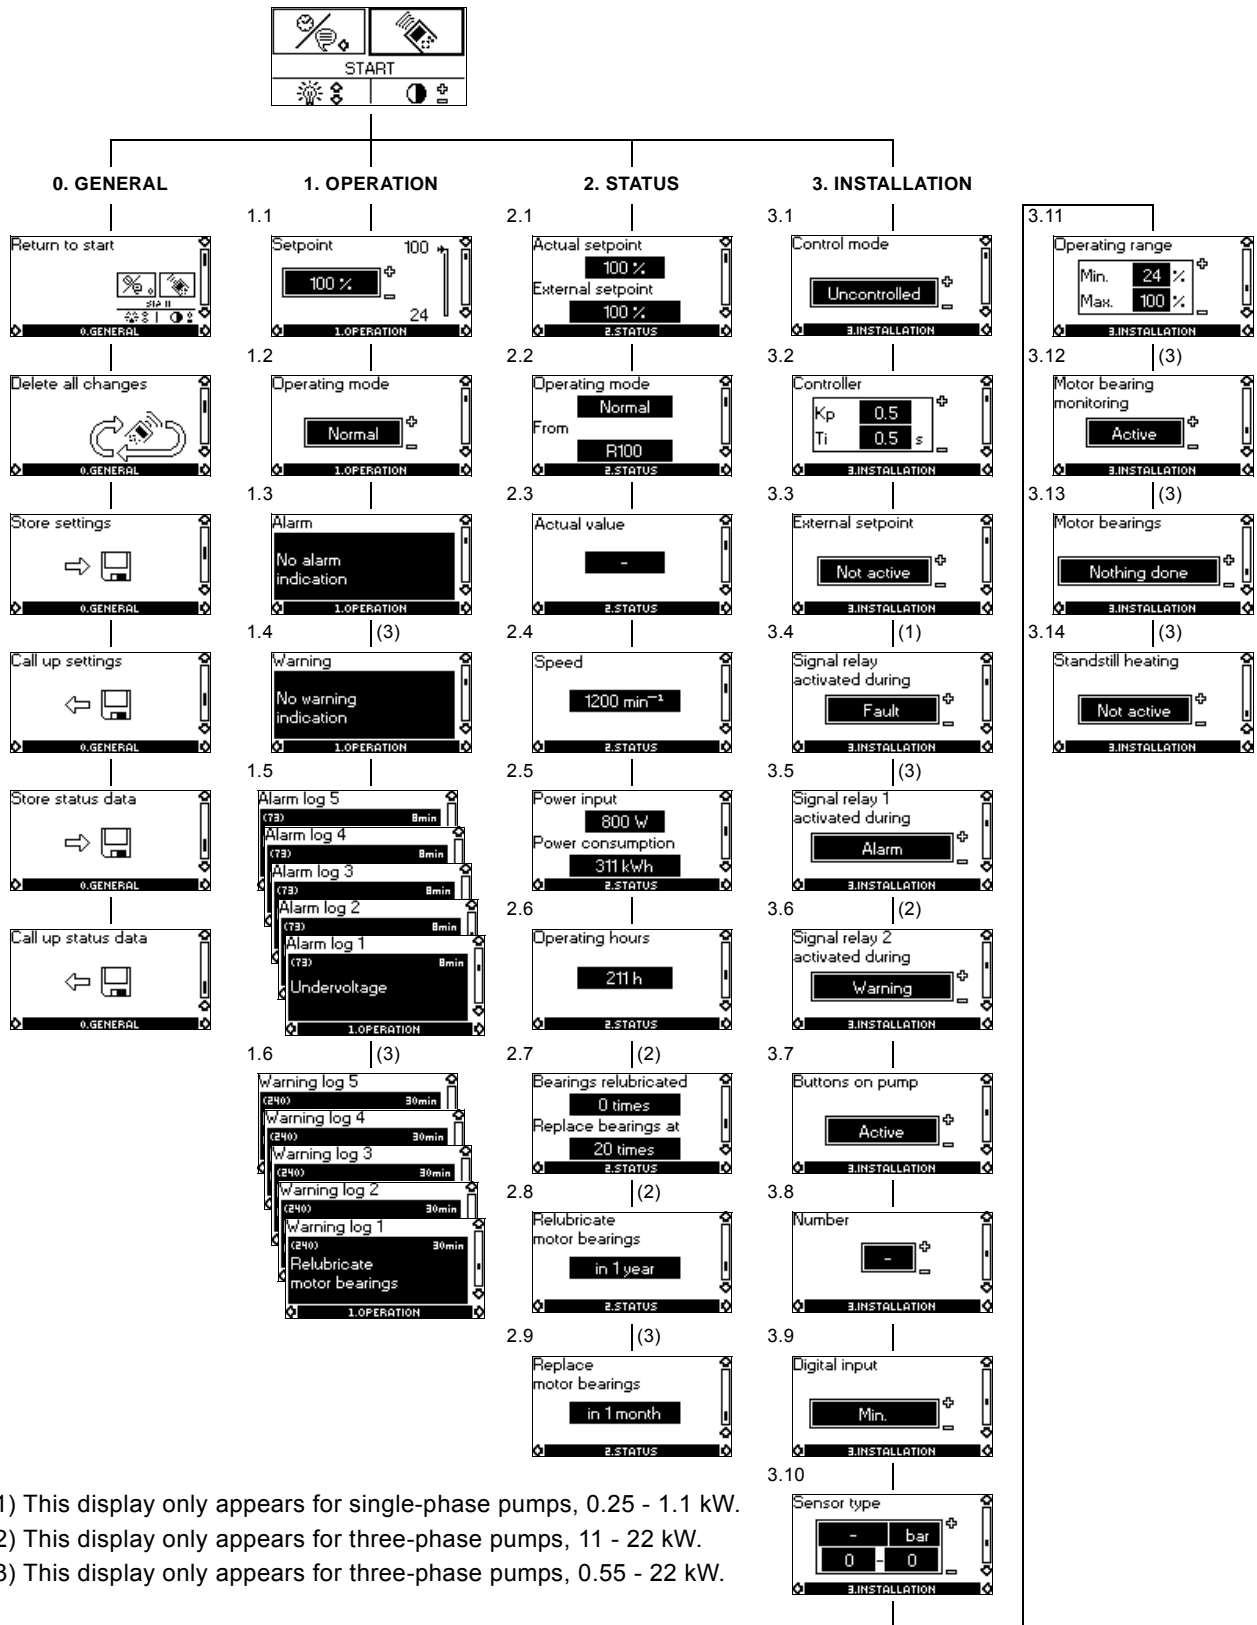 START
0. GENERAL
Return to start
START
0.GENERAL
Delete all changes
0.GENERAL
Store settings
0.GENERAL
Call up settings
0.GENERAL
Store status data
0.GENERAL
Call up status data
0.GENERAL
1. OPERATION
1.1
Setpoint
100
100 %
24
1.OPERATION
1.2
Operating mode
Normal
1.OPERATION
1.3
Alarm
No alarm
indication
1.OPERATION
1.4
(3)
Warning
No warning
indication
1.OPERATION
1.5
Alarm log 5
(73) 8min
Alarm log 4
(73) 8min
Alarm log 3
(73) 8min
Alarm log 2
(73) 8min
Alarm log 1
(73) 8min
Undervoltage
1.OPERATION
1.6
(3)
Warning log 5
(240) 30min
Warning log 4
(240) 30min
Warning log 3
(240) 30min
Warning log 2
(240) 30min
Warning log 1
(240) 30min
Relubricate
motor bearings
1.OPERATION
2. STATUS
2.1
Actual setpoint
100 %
External setpoint
100 %
2.STATUS
2.2
Operating mode
Normal
From
R100
2.STATUS
2.3
Actual value
-
2.STATUS
2.4
Speed
1200 min⁻¹
2.STATUS
2.5
Power input
800 W
Power consumption
311 kWh
2.STATUS
2.6
Operating hours
211 h
2.STATUS
2.7
(2)
Bearings relubricated
0 times
Replace bearings at
20 times
2.STATUS
2.8
(2)
Relubricate
motor bearings
in 1 year
2.STATUS
2.9
(3)
Replace
motor bearings
in 1 month
2.STATUS
3. INSTALLATION
3.1
Control mode
Uncontrolled
3.INSTALLATION
3.2
Controller
Kp 0.5
Ti 0.5 s
3.INSTALLATION
3.3
External setpoint
Not active
3.INSTALLATION
3.4
(1)
Signal relay
activated during
Fault
3.INSTALLATION
3.5
(3)
Signal relay 1
activated during
Alarm
3.INSTALLATION
3.6
(2)
Signal relay 2
activated during
Warning
3.INSTALLATION
3.7
Buttons on pump
Active
3.INSTALLATION
3.8
Number
-
3.INSTALLATION
3.9
Digital input
Min.
3.INSTALLATION
3.10
Sensor type
- bar
0 - 0
3.INSTALLATION
3.11
Operating range
Min. 24 %
Max. 100 %
3.INSTALLATION
3.12
(3)
Motor bearing
monitoring
Active
3.INSTALLATION
3.13
(3)
Motor bearings
Nothing done
3.INSTALLATION
3.14
(3)
Standstill heating
Not active
3.INSTALLATION
1) This display only appears for single-phase pumps, 0.25 - 1.1 kW.
2) This display only appears for three-phase pumps, 11 - 22 kW.
3) This display only appears for three-phase pumps, 0.55 - 22 kW.